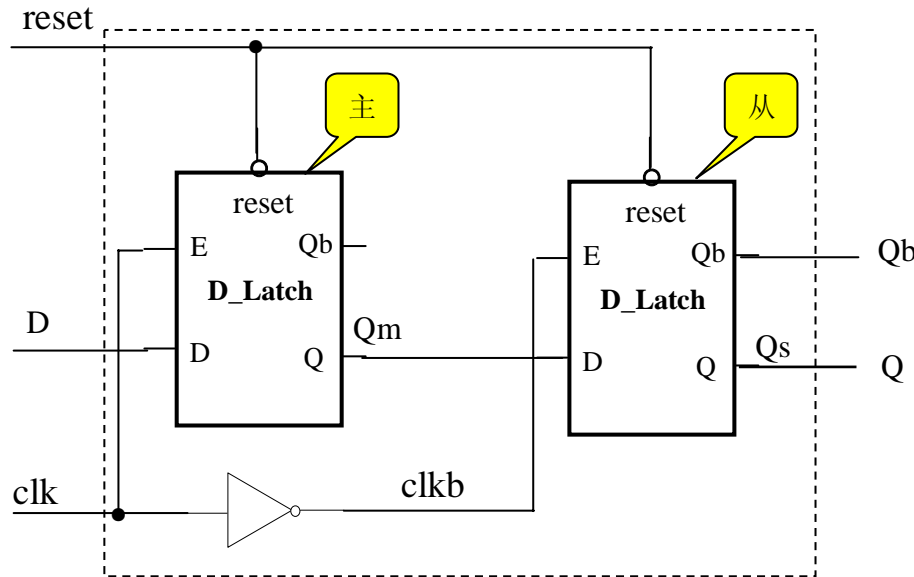 reset
主
从
reset
E
Qb
D_Latch
D
Q
reset
E
Qb
D_Latch
D
Q
D
Qm
Qb
Qs
Q
clk
clkb